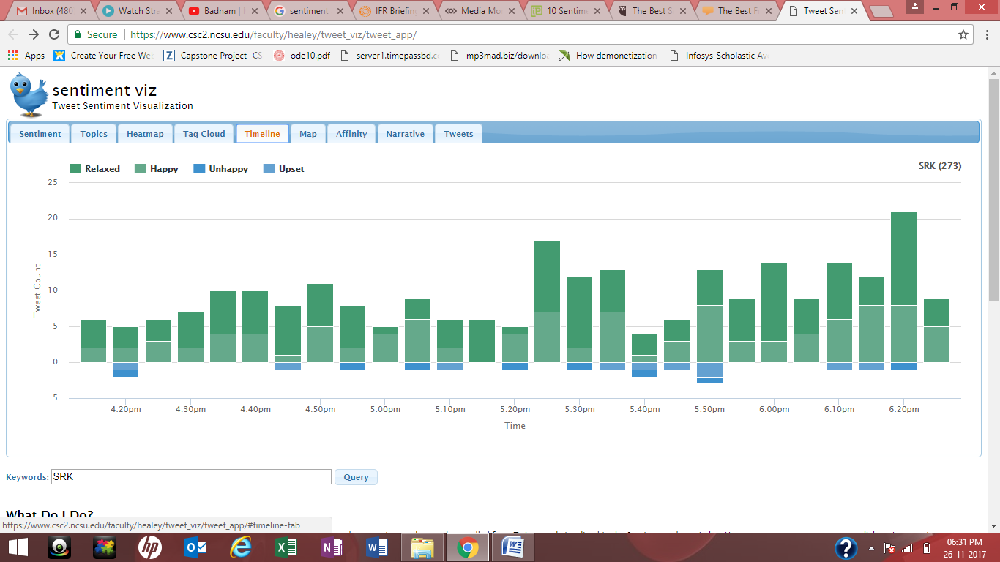 Inbox (480 Watch Stra Badnam | sentiment IFR Briefin Media Mo 10 Sentim The Best S The Best F Tweet Sen
Secure https://www.csc2.ncsu.edu/faculty/healey/tweet_viz/tweet_app/
Apps Create Your Free Web Capstone Project- CS ode10.pdf server1.timepassbd.c mp3mad.biz/downlo How demonetization Infosys-Scholastic Av
sentiment viz
Tweet Sentiment Visualization
Sentiment Topics Heatmap Tag Cloud Timeline Map Affinity Narrative Tweets
Relaxed Happy Unhappy Upset SRK (273)
25
20
15
10
5
0
5
Tweet Count
4:20pm 4:30pm 4:40pm 4:50pm 5:00pm 5:10pm 5:20pm 5:30pm 5:40pm 5:50pm 6:00pm 6:10pm 6:20pm
Time
Keywords: SRK Query
What Do I Do?
https://www.csc2.ncsu.edu/faculty/healey/tweet_viz/tweet_app/#timeline-tab
06:31 PM
26-11-2017